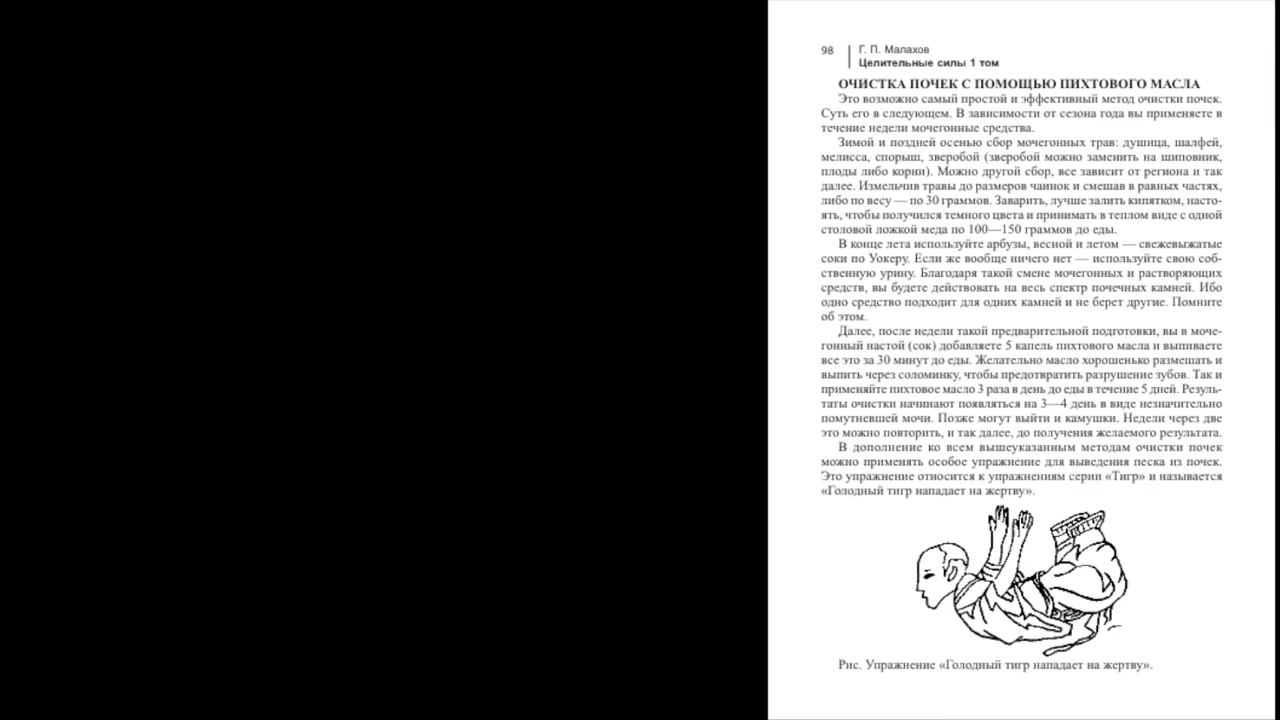 98
Г. П. Малахов
Целительные силы 1 том
ОЧИСТКА ПОЧЕК С ПОМОЩЬЮ ПИХТОВОГО МАСЛА
Это возможно самый простой и эффективный метод очистки почек.
Суть его в следующем. В зависимости от сезона года вы применяете в
течение недели мочегонные средства.
Зимой и поздней осенью сбор мочегонных трав: душица, шалфей,
мелисса, спорыш, зверобой (зверобой можно заменить на шиповник,
плоды либо корни). Можно другой сбор, все зависит от региона и так
далее. Измельчив травы до размеров чаинок и смешав в равных частях,
либо по весу — по 30 граммов. Заварить, лучше залить кипятком, насто-
ять, чтобы получился темного цвета и принимать в теплом виде с одной
столовой ложкой меда по 100—150 граммов до еды.
В конце лета используйте арбузы, весной и летом — свежевыжатые
соки по Уокеру. Если же вообще ничего нет — используйте свою соб-
ственную урину. Благодаря такой смене мочегонных и растворяющих
средств, вы будете действовать на весь спектр почечных камней. Ибо
одно средство подходит для одних камней и не берет другие. Помните
об этом.
Далее, после недели такой предварительной подготовки, вы в моче-
гонный настой (сок) добавляете 5 капель пихтового масла и выпиваете
все это за 30 минут до еды. Желательно масло хорошенько размешать и
выпить через соломинку, чтобы предотвратить разрушение зубов. Так и
применяйте пихтовое масло 3 раза в день до еды в течение 5 дней. Резуль-
таты очистки начинают появляться на 3—4 день в виде незначительно
помутневшей мочи. Позже могут выйти и камушки. Недели через две
это можно повторить, и так далее, до получения желаемого результата.
В дополнение ко всем вышеуказанным методам очистки почек
можно применять особое упражнение для выведения песка из почек.
Это упражнение относится к упражнениям серии «Тигр» и называется
«Голодный тигр нападает на жертву».
Рис. Упражнение «Голодный тигр нападает на жертву».